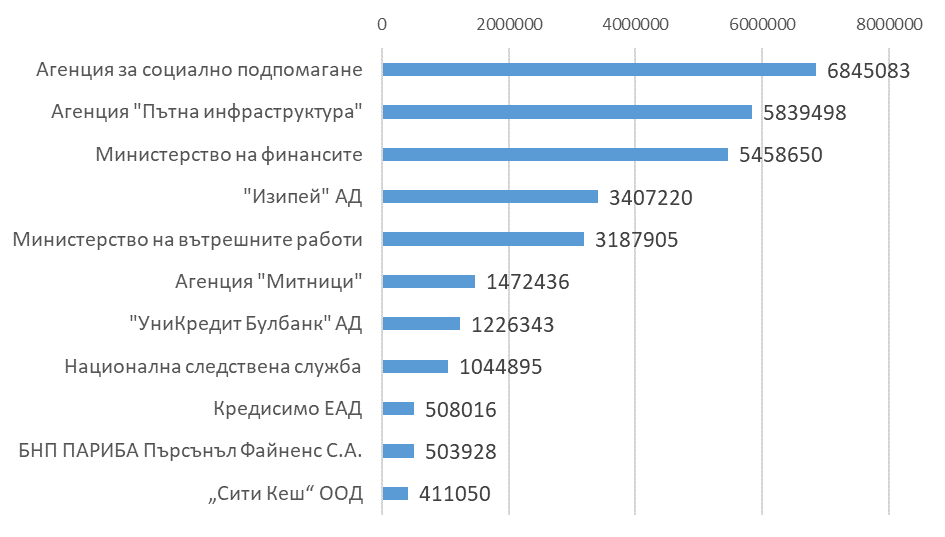 0 2000000 4000000 6000000 8000000
Агенция за социално подпомагане 6845083
Агенция "Пътна инфраструктура" 5839498
Министерство на финансите 5458650
"Изипей" АД 3407220
Министерство на вътрешните работи 3187905
Агенция "Митници" 1472436
"УниКредит Булбанк" АД 1226343
Национална следствена служба 1044895
Кредисимо ЕАД 508016
БНП ПАРИБА Пърсънъл Файненс С.А. 503928
„Сити Кеш“ ООД 411050